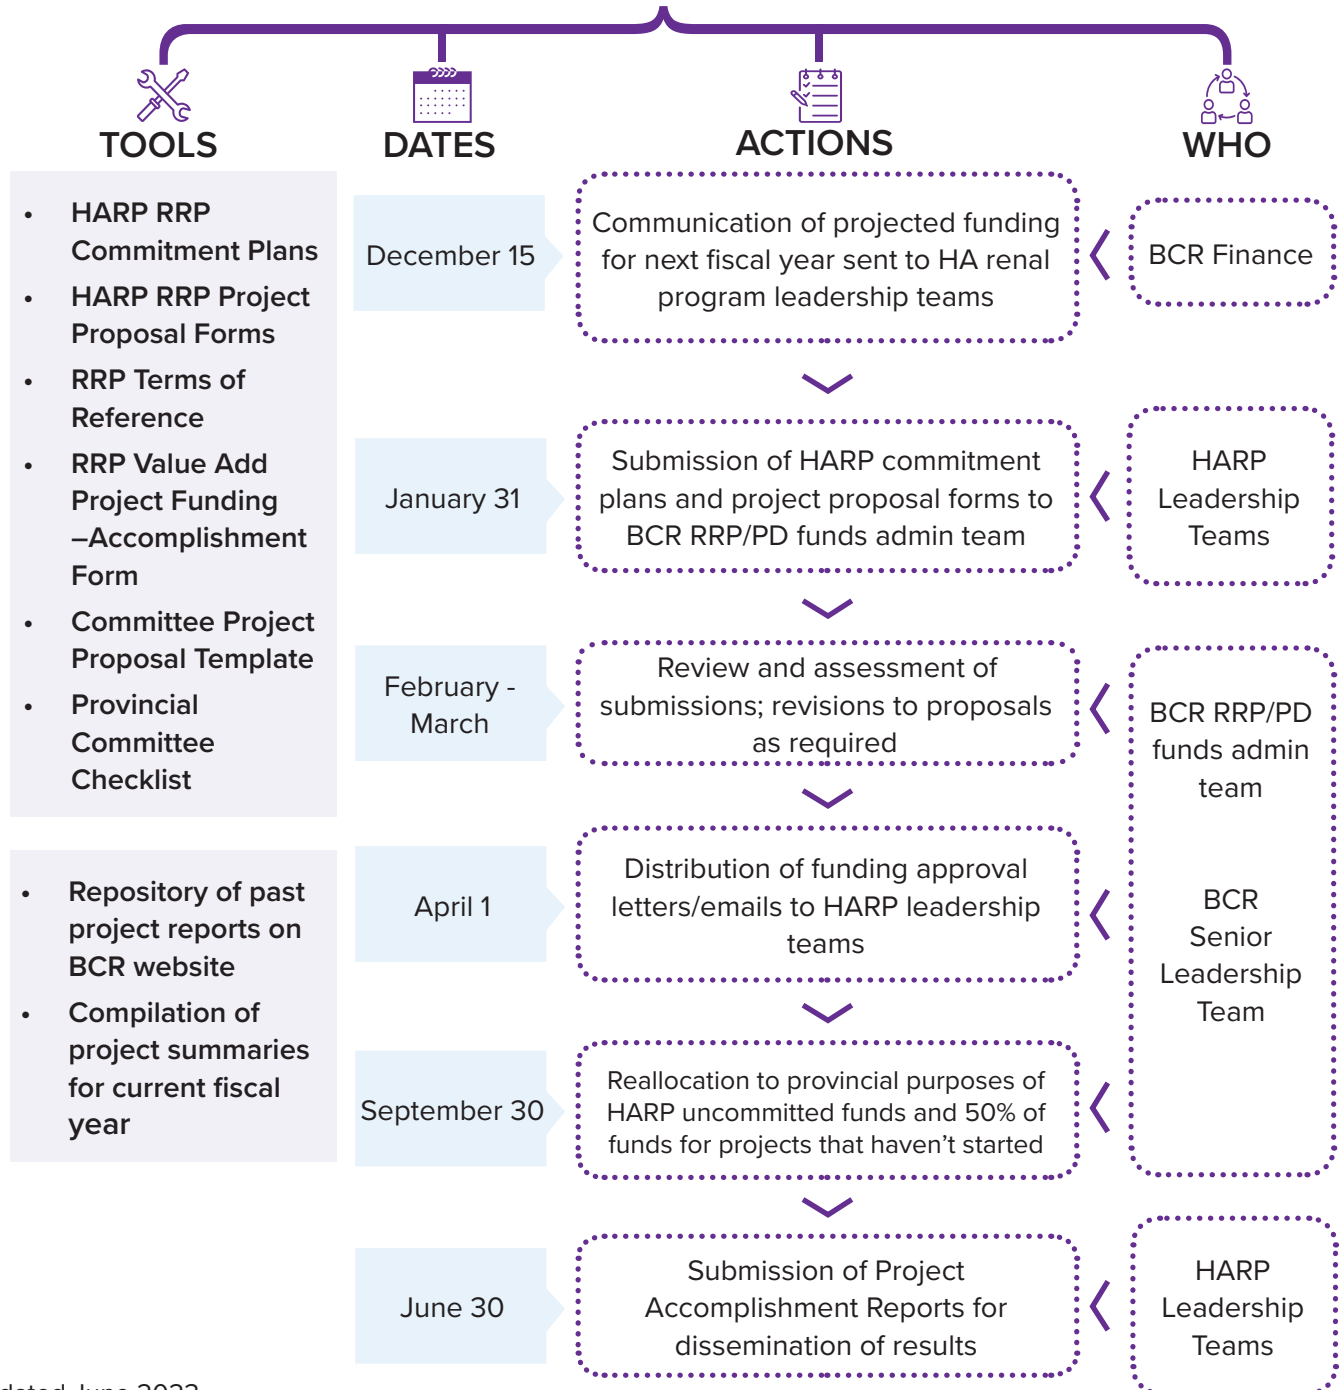 TOOLS
DATES
ACTIONS
WHO
• HARP RRP
Commitment Plans
• HARP RRP Project
Proposal Forms
• RRP Terms of
Reference
• RRP Value Add
Project Funding
–Accomplishment
Form
• Committee Project
Proposal Template
• Provincial
Committee
Checklist
• Repository of past
project reports on
BCR website
• Compilation of
project summaries
for current fiscal
year
December 15
Communication of projected funding
for next fiscal year sent to HA renal
program leadership teams
BCR Finance
January 31
Submission of HARP commitment
plans and project proposal forms to
BCR RRP/PD funds admin team
HARP
Leadership
Teams
February -
March
Review and assessment of
submissions; revisions to proposals
as required
BCR RRP/PD
funds admin
team
April 1
Distribution of funding approval
letters/emails to HARP leadership
teams
BCR
Senior
Leadership
Team
September 30
Reallocation to provincial purposes of
HARP uncommitted funds and 50% of
funds for projects that haven't started
June 30
Submission of Project
Accomplishment Reports for
dissemination of results
HARP
Leadership
Teams